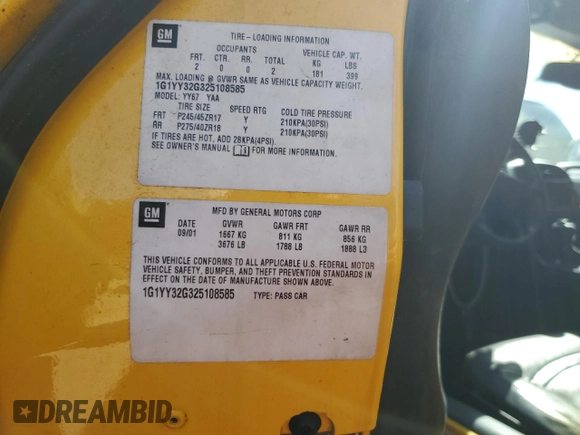 GM
TIRE-LOADING INFORMATION
OCCUPANTS VEHICLE CAP. WT.
FRT. CTR. RR. TOTAL KG LBS
2 0 0 2 181 399
MAX. LOADING @ GVWR SAME AS VEHICLE CAPACITY WEIGHT.
1G1YY32G325108585
MODEL: YY67 YAA
TIRE SIZE SPEED RTG COLD TIRE PRESSURE
FRT P245/45ZR17 Y 210KPA(30PSI)
RR P275/40ZR18 Y 210KPA(30PSI)
IF TIRES ARE HOT, ADD 28KPA(4PSI).
SEE OWNER'S MANUAL FOR MORE INFORMATION.
GM
MFD BY GENERAL MOTORS CORP
DATE GVWR GAWR FRT GAWR RR
09/01 1667 KG 811 KG 856 KG
3676 LB 1788 LB 1888 LB
THIS VEHICLE CONFORMS TO ALL APPLICABLE U.S. FEDERAL MOTOR
VEHICLE SAFETY, BUMPER, AND THEFT PREVENTION STANDARDS IN
EFFECT ON THE DATE OF MANUFACTURE SHOWN ABOVE.
1G1YY32G325108585 TYPE: PASS CAR
DREAMBID